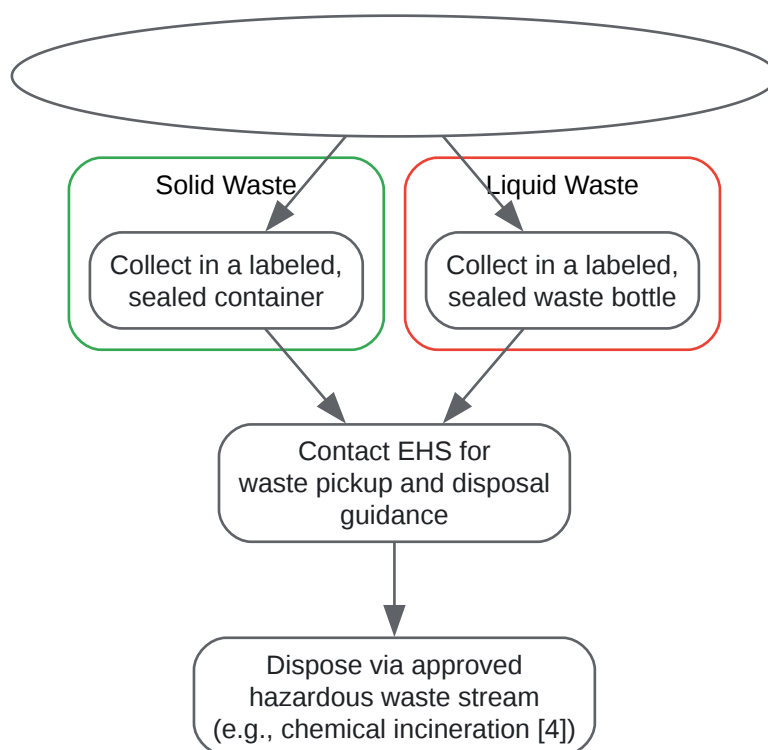 Solid Waste
Liquid Waste
Collect in a labeled,
sealed container
Collect in a labeled,
sealed waste bottle
Contact EHS for
waste pickup and disposal
guidance
Dispose via approved
hazardous waste stream
(e.g., chemical incineration [4])